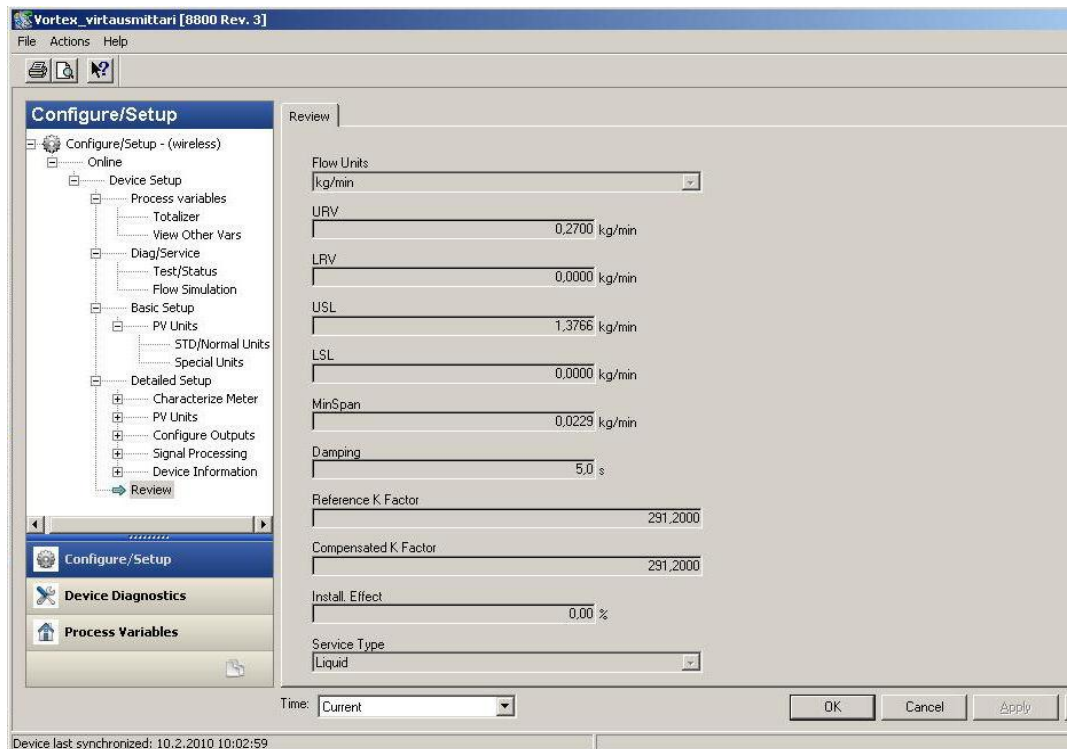 Vortex_virtausmittari [8800 Rev. 3]
File Actions Help
Configure/Setup
Configure/Setup - (wireless)
Online
Device Setup
Process variables
Totalizer
View Other Vars
Diag/Service
Test/Status
Flow Simulation
Basic Setup
PV Units
STD/Normal Units
Special Units
Detailed Setup
Characterize Meter
PV Units
Configure Outputs
Signal Processing
Device Information
Review
Configure/Setup
Device Diagnostics
Process Variables
Review
Flow Units
kg/min
URV
0,2700 kg/min
LRV
0,0000 kg/min
USL
1,3766 kg/min
LSL
0,0000 kg/min
MinSpan
0,0229 kg/min
Damping
5,0 s
Reference K Factor
291,2000
Compensated K Factor
291,2000
Install. Effect
0,00 %
Service Type
Liquid
Time: Current
OK Cancel Apply
Device last synchronized: 10.2.2010 10:02:59